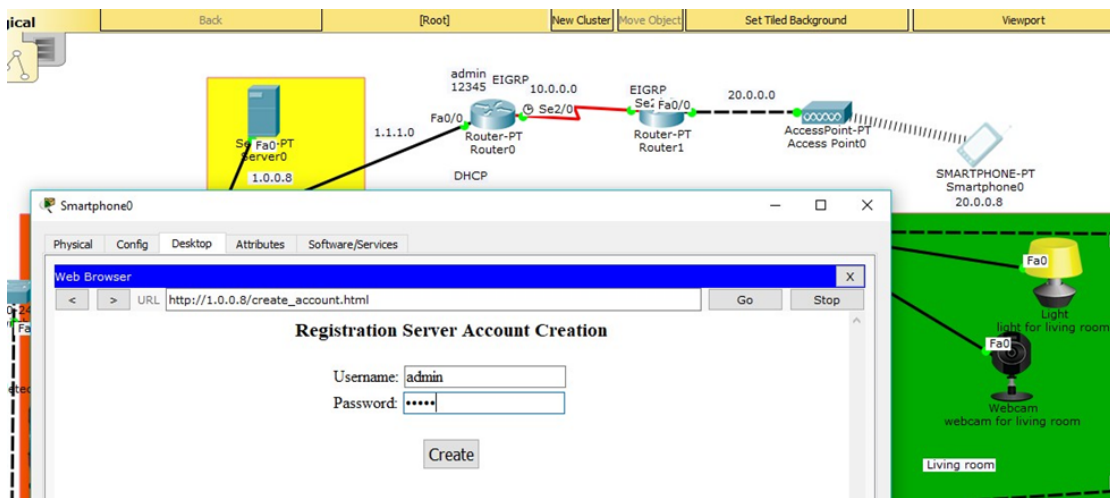 gical
Back
[Root]
New Cluster
Move Object
Set Tiled Background
Viewport
admin
12345
EIGRP
10.0.0.0
Fa0/0
Se2/0
Router-PT
Router0
DHCP
1.1.1.0
EIGRP
Fa0/0
Router-PT
Router1
20.0.0.0
AccessPoint-PT
Access Point0
SMARTPHONE-PT
Smartphone0
20.0.0.8
Fa0
Server0
1.0.0.8
Smartphone0
Physical
Config
Desktop
Attributes
Software/Services
Web Browser
X
<
>
URL
http://1.0.0.8/create_account.html
Go
Stop
Registration Server Account Creation
Username: admin
Password: •••••
Create
Fa0
Light
light for living room
Fa0
Webcam
webcam for living room
Living room